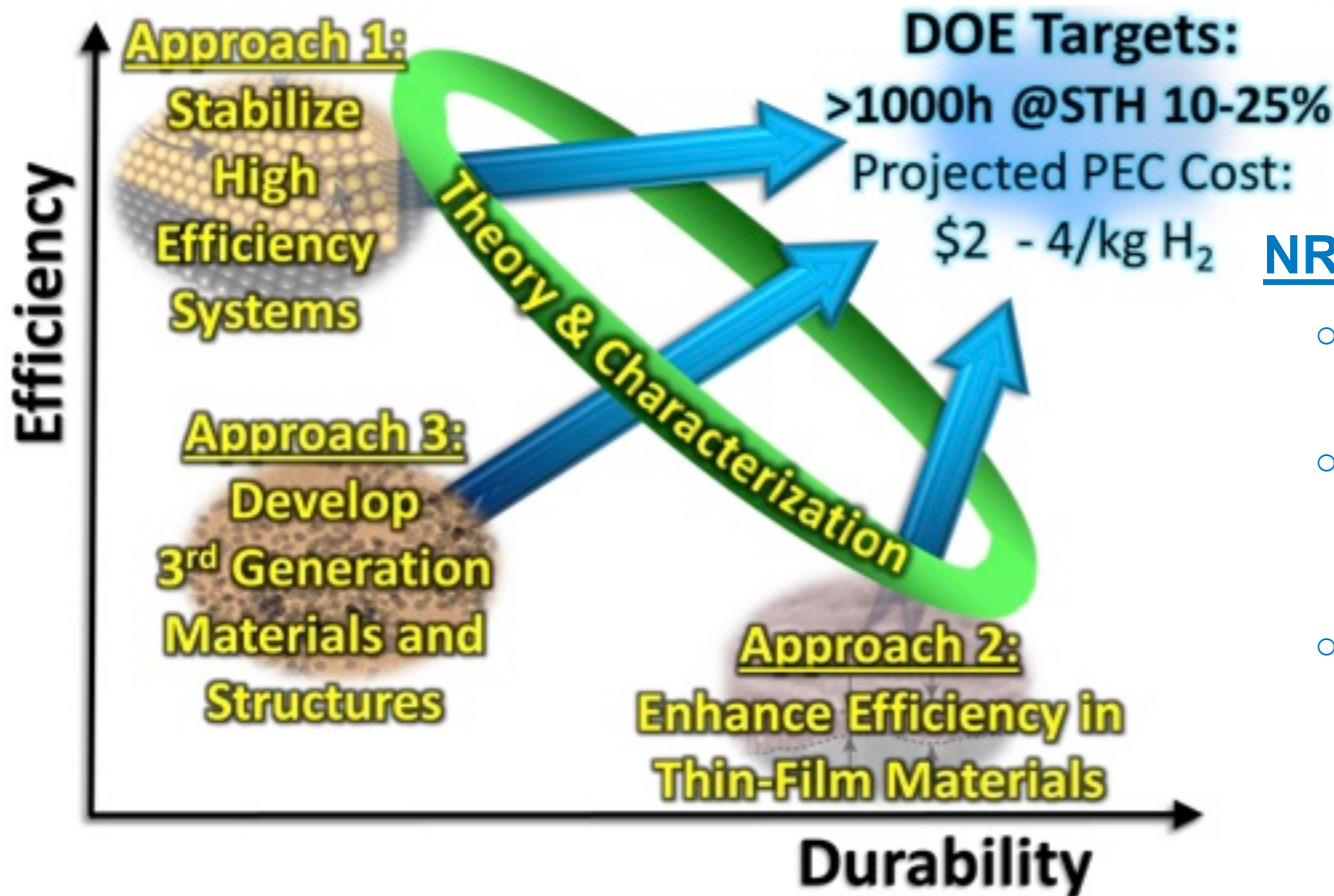 Approach 1:
Stabilize
High
Efficiency
Systems
DOE Targets:
>1000h @STH 10-25%
Projected PEC Cost:
$2 - 4/kg H₂
NR
Theory & Characterization
Efficiency
Approach 3:
Develop
3rd Generation
Materials and
Structures
Approach 2:
Enhance Efficiency in
Thin-Film Materials
Durability